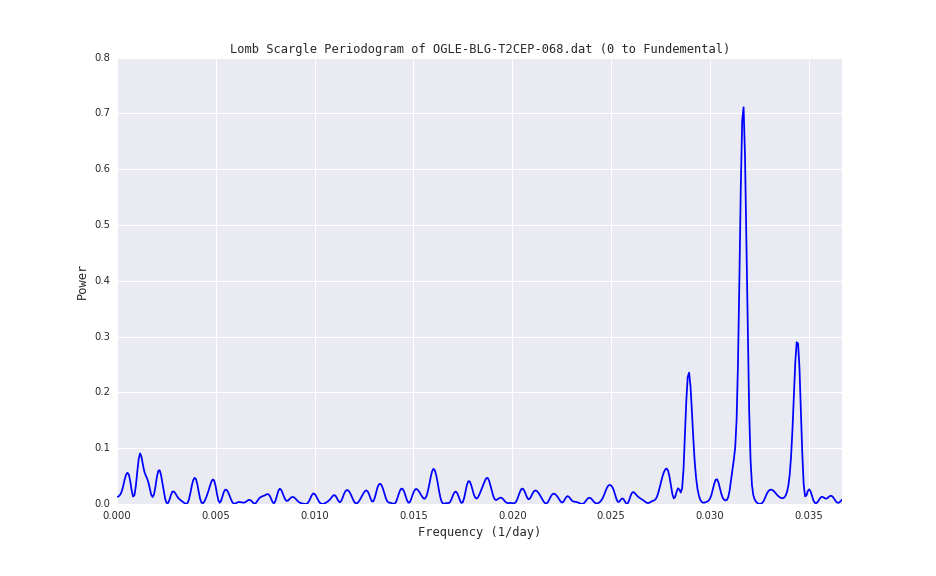 Lomb Scargle Periodogram of OGLE-BLG-T2CEP-068.dat (0 to Fundemental)
0.8
0.7
0.6
0.5
0.4
0.3
0.2
0.1
0.0
Power
0.000 0.005 0.010 0.015 0.020 0.025 0.030 0.035
Frequency (1/day)